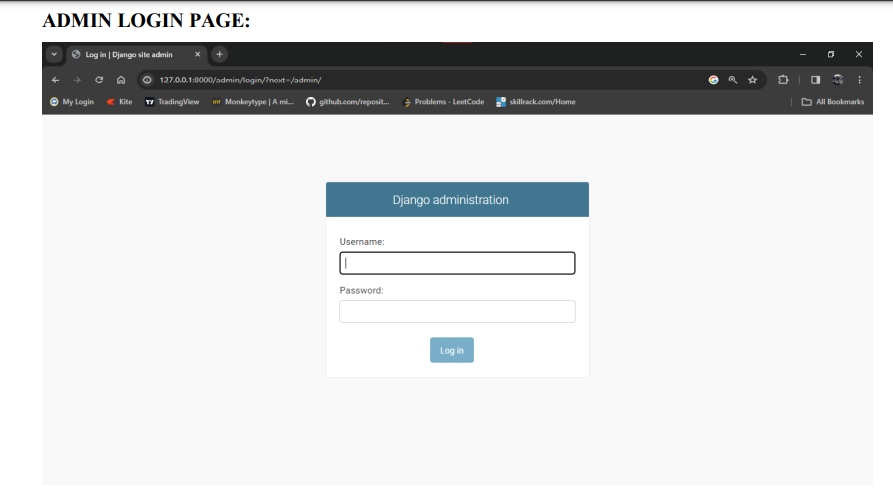 ADMIN LOGIN PAGE:
Log in | Django site admin
127.0.0.1:8000/admin/login/?next=/admin/
My Login Kite TradingView Monkeytype | A mi... github.com/reposit... Problems - LeetCode skillrack.com/Home All Bookmarks
Django administration
Username:
Password:
Log in